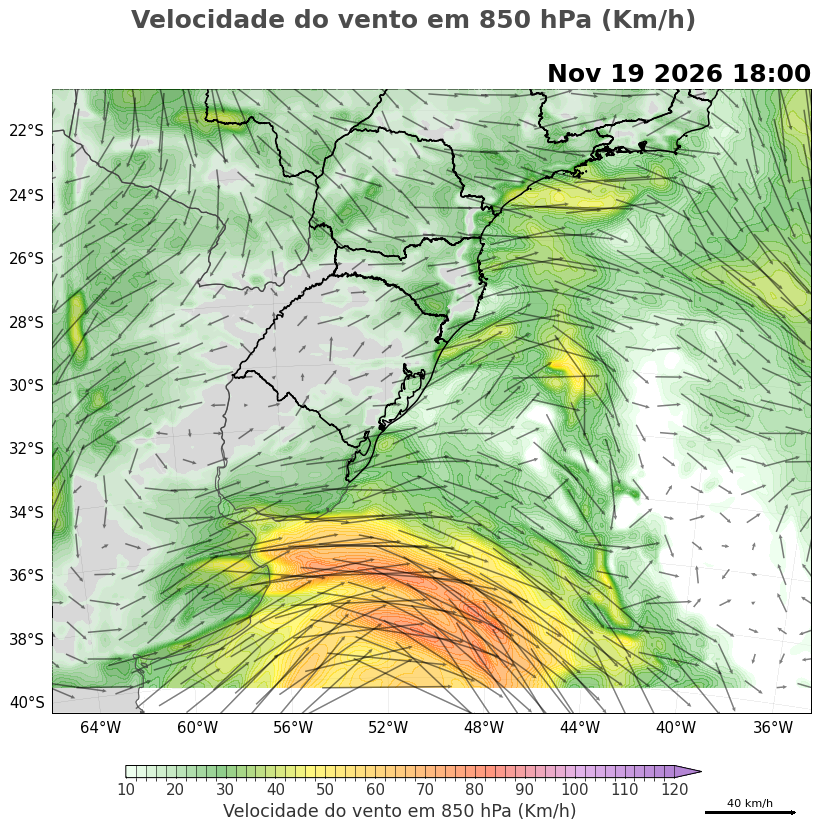 Velocidade do vento em 850 hPa (Km/h)
Nov 19 2026 18:00
22°S
24°S
26°S
28°S
30°S
32°S
34°S
36°S
38°S
40°S
64°W 60°W 56°W 52°W 48°W 44°W 40°W 36°W
10 20 30 40 50 60 70 80 90 100 110 120
Velocidade do vento em 850 hPa (Km/h)
40 km/h